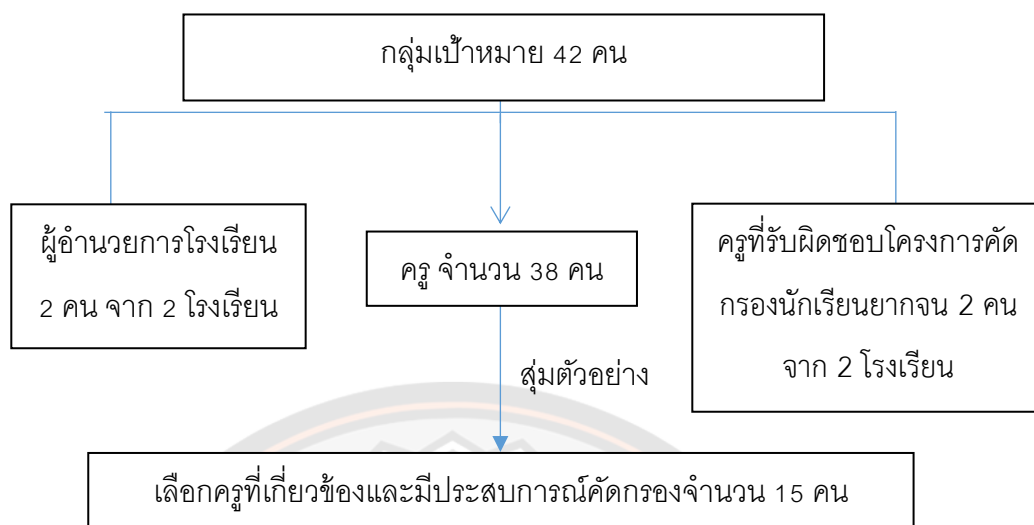 กลุ่มเป้าหมาย 42 คน
ผู้อำนวยการโรงเรียน
2 คน จาก 2 โรงเรียน
ครู จำนวน 38 คน
ครูที่รับผิดชอบโครงการคัด
กรองนักเรียนยากจน 2 คน
จาก 2 โรงเรียน
สุ่มตัวอย่าง
เลือกครูที่เกี่ยวข้องและมีประสบการณ์คัดกรองจำนวน 15 คน